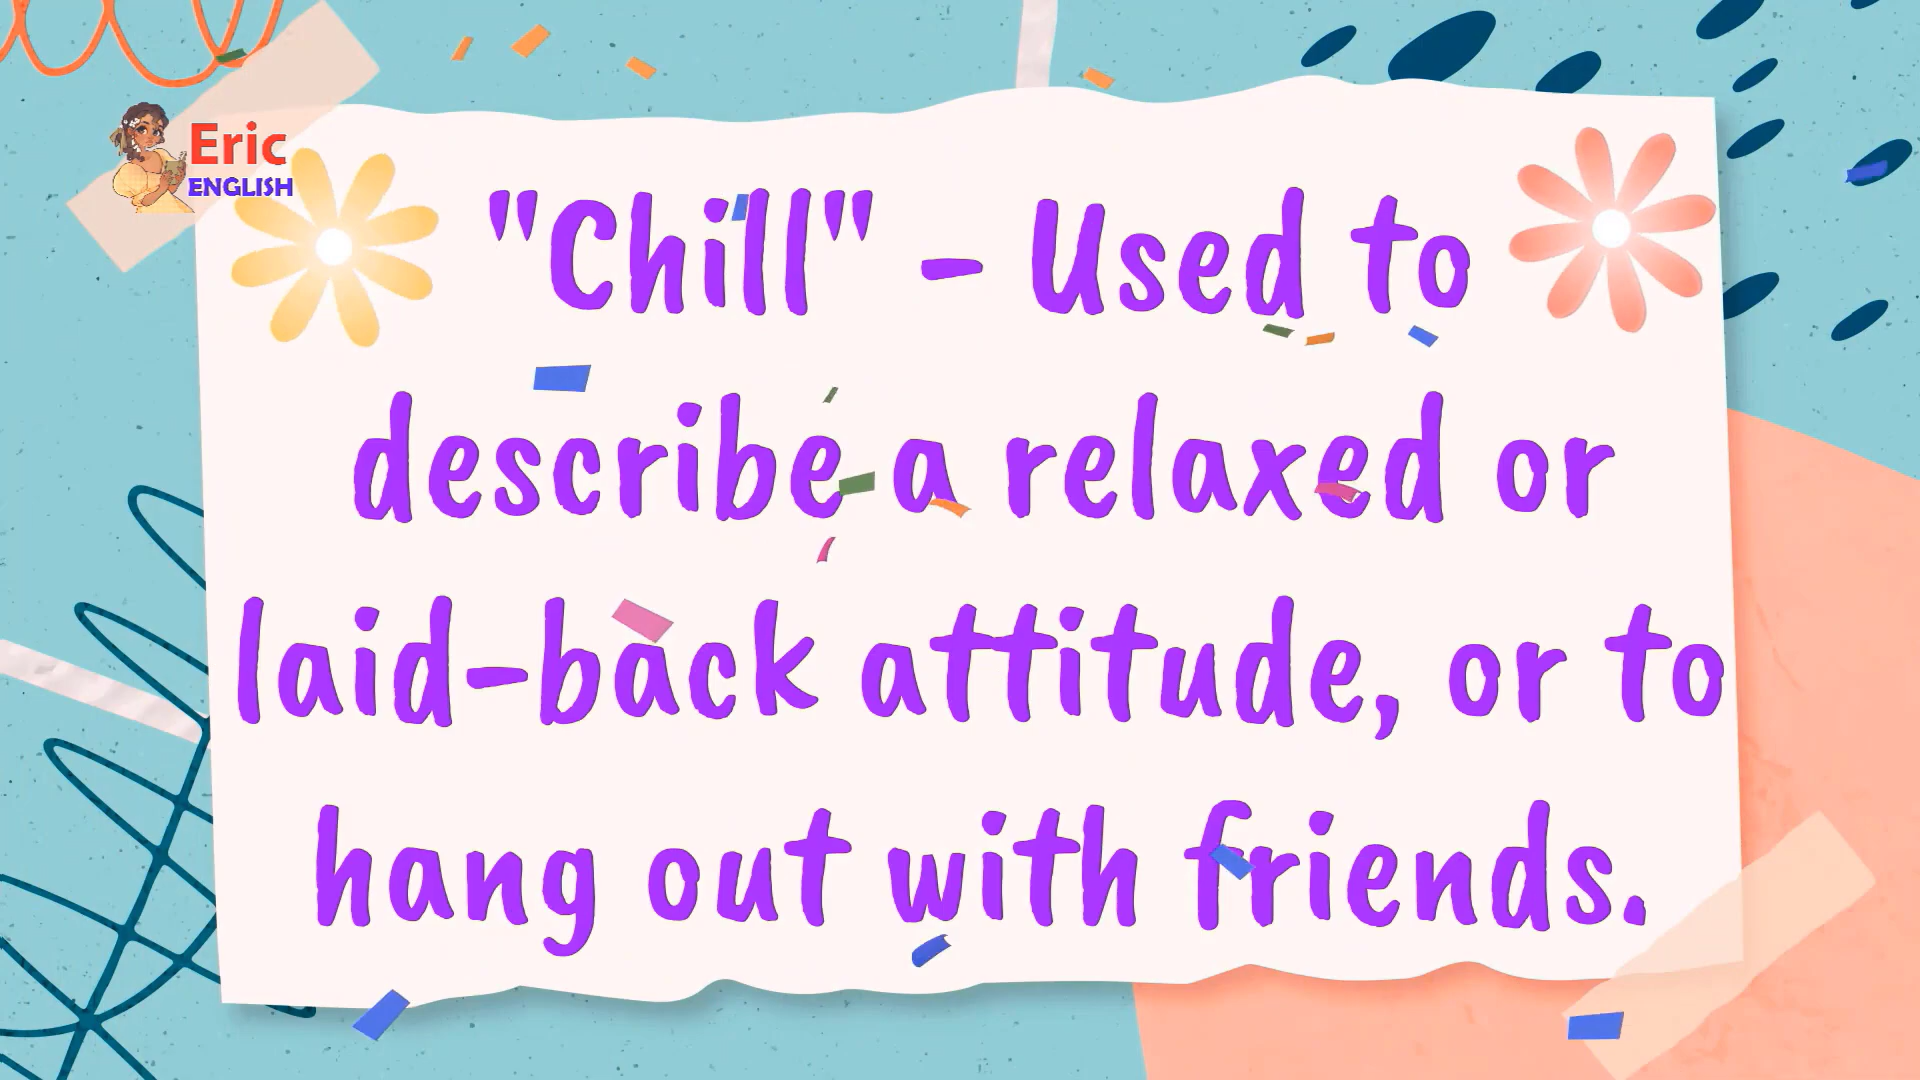 Eric
ENGLISH
"Chill" - Used to
describe a relaxed or
laid-back attitude, or to
hang out with friends.